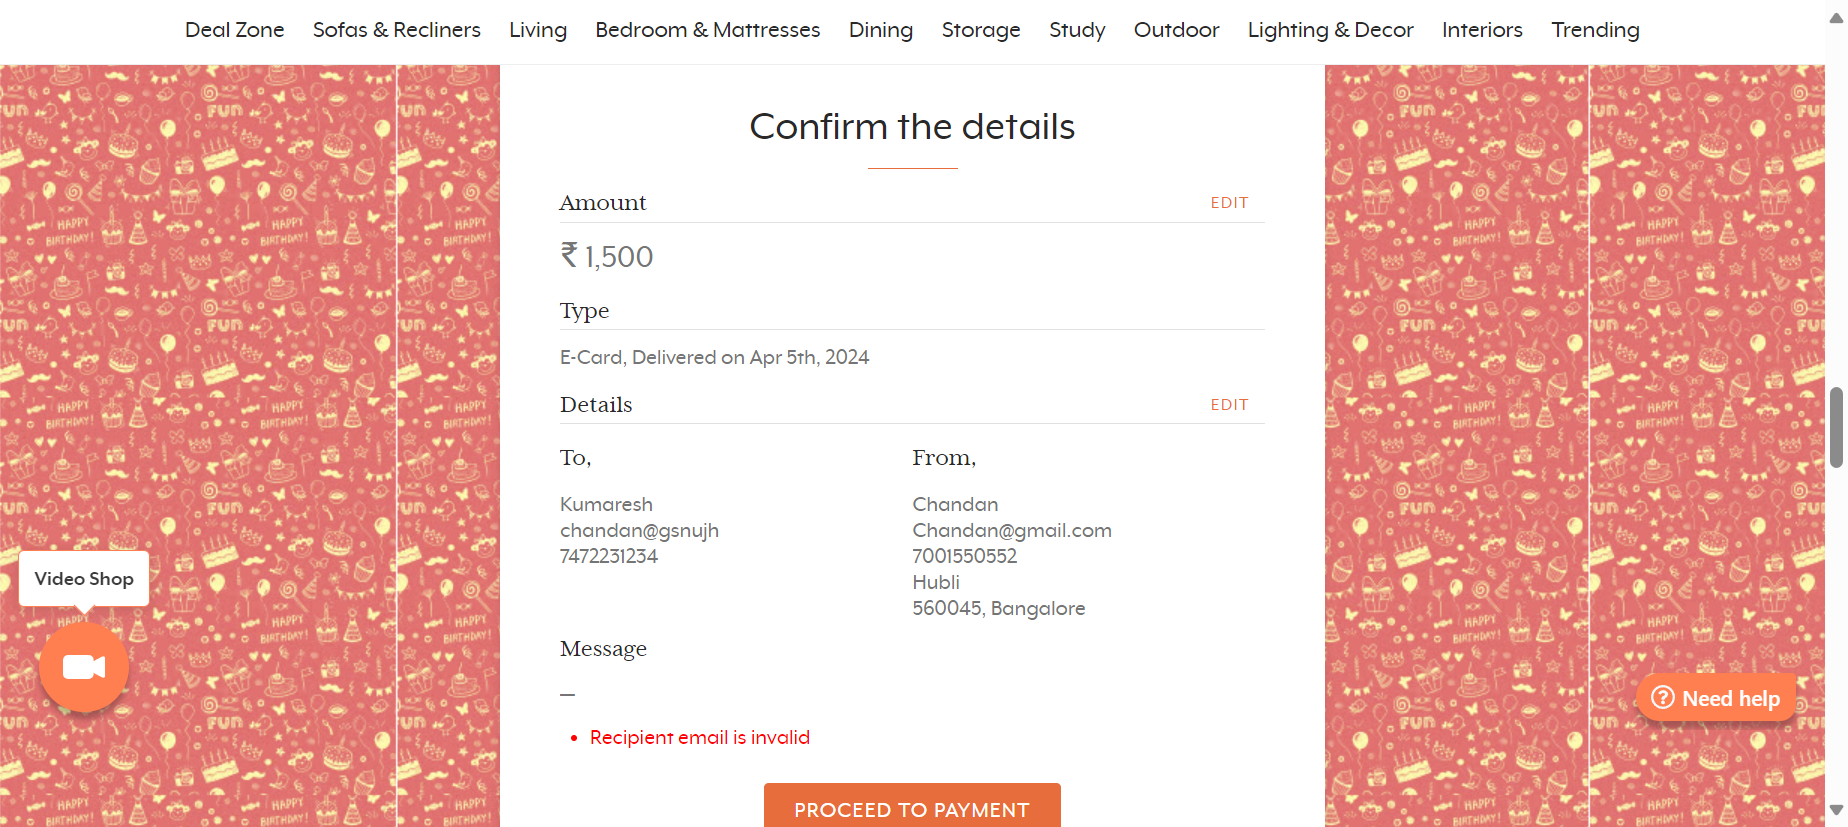 Deal Zone Sofas & Recliners Living Bedroom & Mattresses Dining Storage Study Outdoor Lighting & Decor Interiors Trending
Confirm the details
Amount EDIT
₹ 1,500
Type
E-Card, Delivered on Apr 5th, 2024
Details EDIT
To,
Kumaresh
chandan@gsnujh
7472231234
From,
Chandan
Chandan@gmail.com
7001550552
Hubli
560045, Bangalore
Message
—
• Recipient email is invalid
PROCEED TO PAYMENT
Video Shop
Need help
FUN
HAPPY
BIRTHDAY!